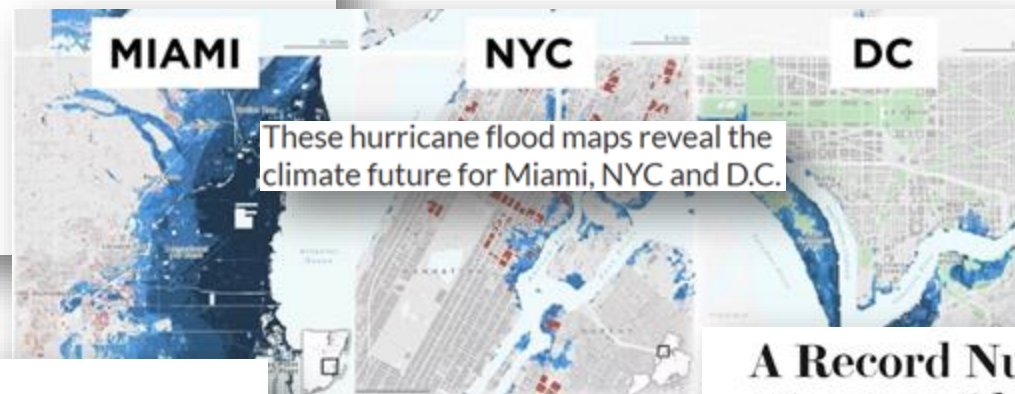 MIAMI
NYC
DC
These hurricane flood maps reveal the
climate future for Miami, NYC and D.C.
A Record Nu